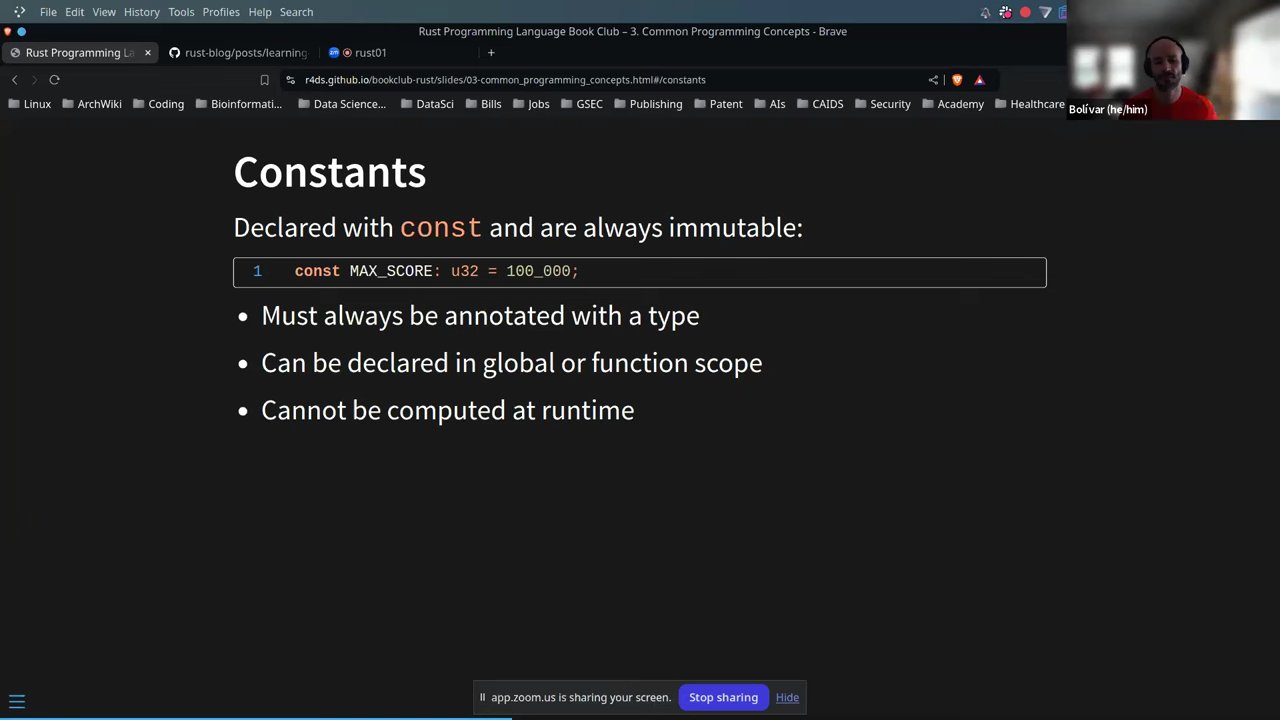 File Edit View History Tools Profiles Help Search
Rust Programming Language Book Club – 3. Common Programming Concepts - Brave
Rust Programming La
rust-blog/posts/learning
zm rust01
r4ds.github.io/bookclub-rust/slides/03-common_programming_concepts.html#/constants
Linux ArchWiki Coding Bioinformati... Data Science... DataSci Bills Jobs GSEC Publishing Patent AIs CAIDS Security Academy Healthcare
Bolívar (he/him)
Constants
Declared with const and are always immutable:
1 const MAX_SCORE: u32 = 100_000;
• Must always be annotated with a type
• Can be declared in global or function scope
• Cannot be computed at runtime
app.zoom.us is sharing your screen. Stop sharing Hide